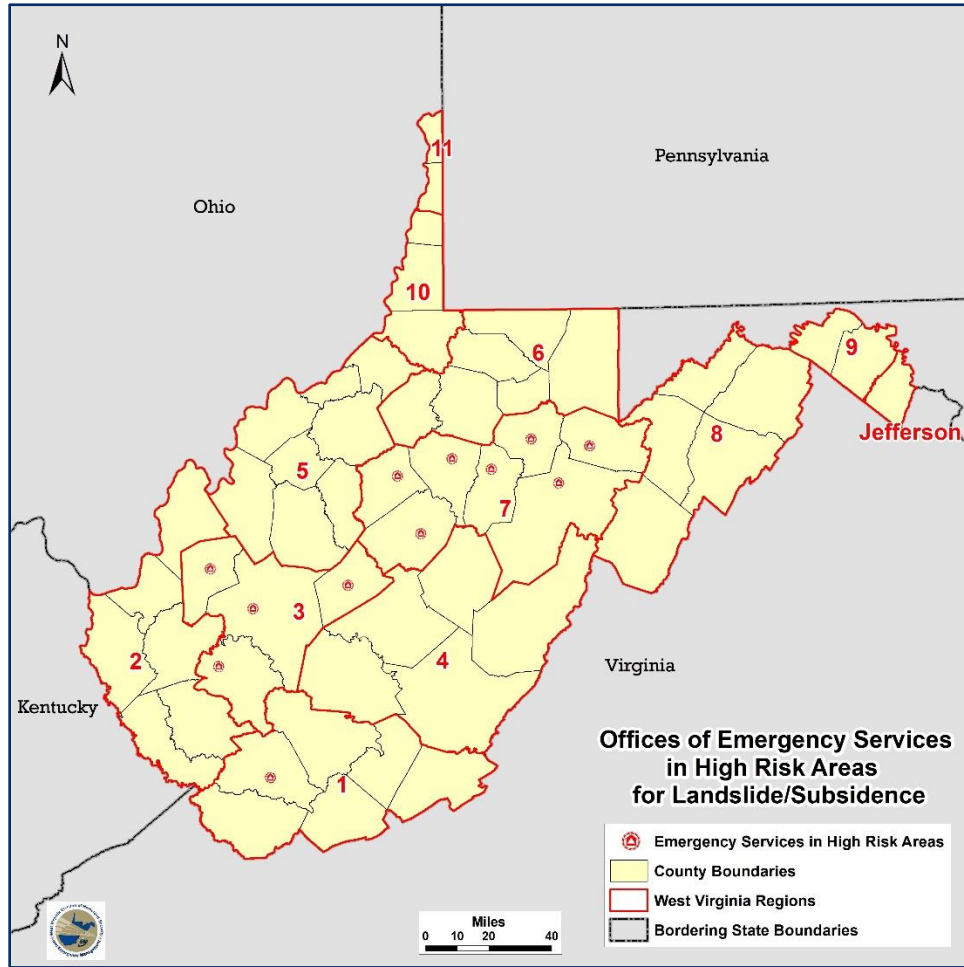 N
11
Pennsylvania
Ohio
10
6
9
8
Jefferson
5
7
3
2
4
Virginia
Kentucky
1
Offices of Emergency Services
in High Risk Areas
for Landslide/Subsidence
Emergency Services in High Risk Areas
County Boundaries
West Virginia Regions
Bordering State Boundaries
Miles
0 10 20 40